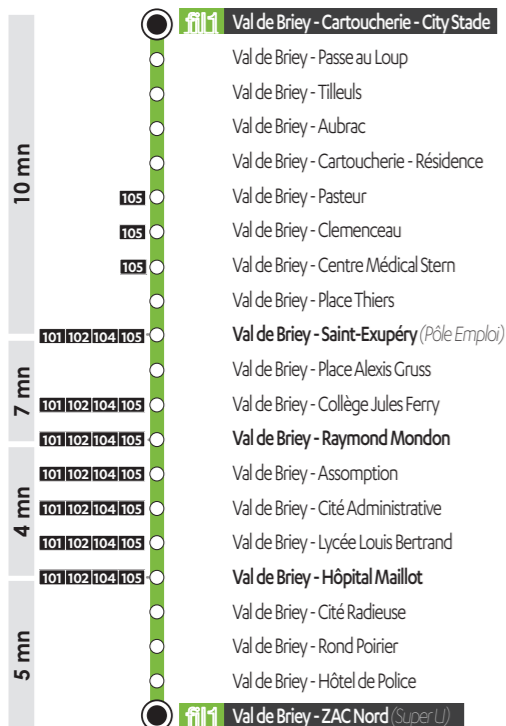 fil1 Val de Briey - Cartoucherie - City Stade
Val de Briey - Passe au Loup
Val de Briey - Tilleuls
Val de Briey - Aubrac
Val de Briey - Cartoucherie - Résidence
105 Val de Briey - Pasteur
105 Val de Briey - Clemenceau
105 Val de Briey - Centre Médical Stern
Val de Briey - Place Thiers
10 mn
101 102 104 105 Val de Briey - Saint-Exupéry (Pôle Emploi)
Val de Briey - Place Alexis Gruss
101 102 104 105 Val de Briey - Collège Jules Ferry
7 mn
101 102 104 105 Val de Briey - Raymond Mondon
101 102 104 105 Val de Briey - Assomption
101 102 104 105 Val de Briey - Cité Administrative
101 102 104 105 Val de Briey - Lycée Louis Bertrand
4 mn
101 102 104 105 Val de Briey - Hôpital Maillot
Val de Briey - Cité Radieuse
Val de Briey - Rond Poirier
Val de Briey - Hôtel de Police
5 mn
fil1 Val de Briey - ZAC Nord (Super U)